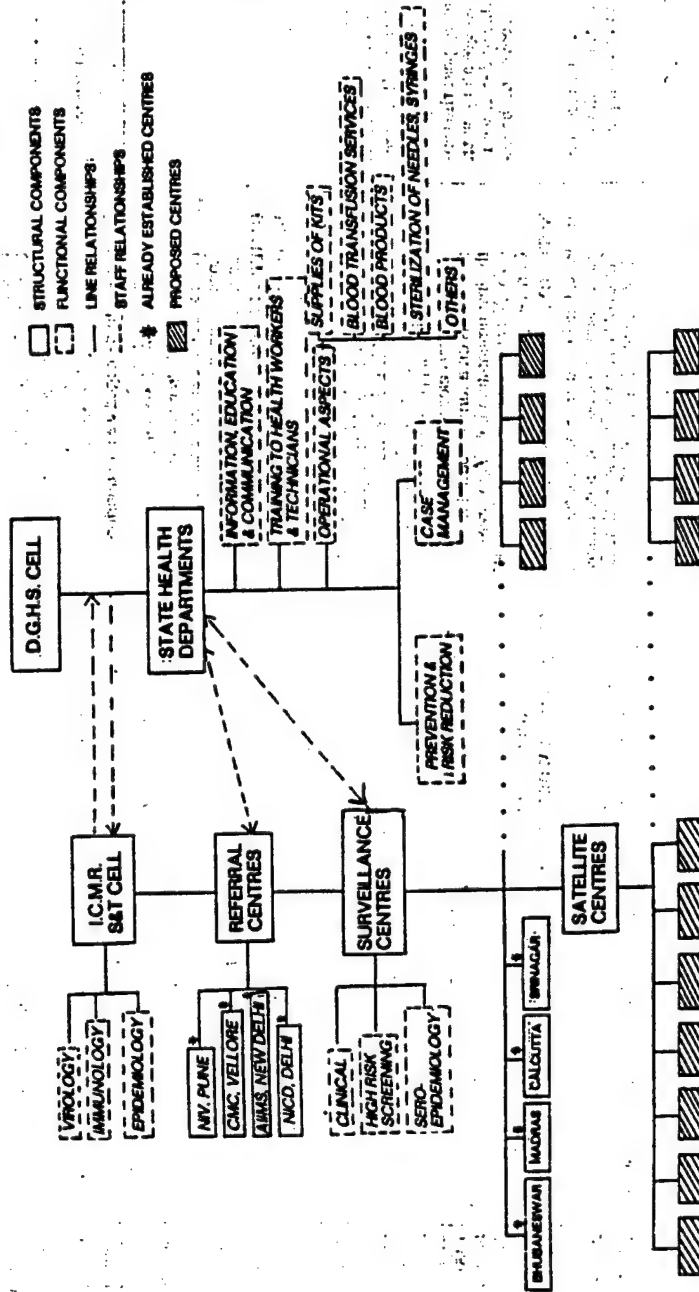 D.G.H.S. CELL
STRUCTURAL COMPONENTS
FUNCTIONAL COMPONENTS
LINE RELATIONSHIPS
STAFF RELATIONSHIPS
ALREADY ESTABLISHED CENTRES
PROPOSED CENTRES
I.C.M.R.
S&T CELL
STATE HEALTH
DEPARTMENTS
VIROLOGY
IMMUNOLOGY
EPIDEMIOLOGY
REFERRAL
CENTRES
NIV, PUNE
CMC, VELLORE
AIIMS, NEW DELHI
NICD, DELHI
INFORMATION, EDUCATION
& COMMUNICATION
TRAINING TO HEALTH WORKERS
& TECHNICIANS
OPERATIONAL ASPECTS
SUPPLIES OF KITS
BLOOD TRANSFUSION SERVICES
BLOOD PRODUCTS
STERILIZATION OF NEEDLES, SYRINGES
OTHERS
SURVEILLANCE
CENTRES
CLINICAL
HIGH RISK
SCREENING
SERO-
EPIDEMIOLOGY
PREVENTION &
RISK REDUCTION
CASE
MANAGEMENT
BHUBANESWAR
MADRAS
CALCUTTA
SRINAGAR
SATELLITE
CENTRES